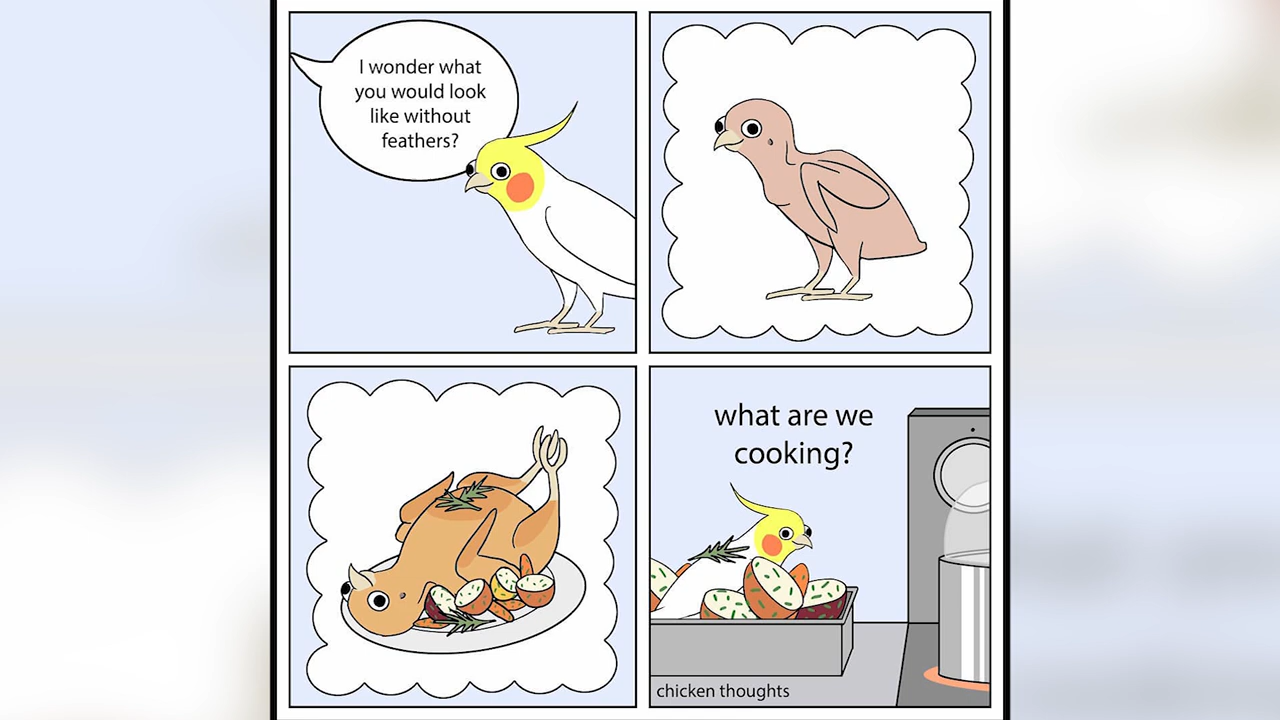 I wonder what
you would look
like without
feathers?
what are we
cooking?
chicken thoughts